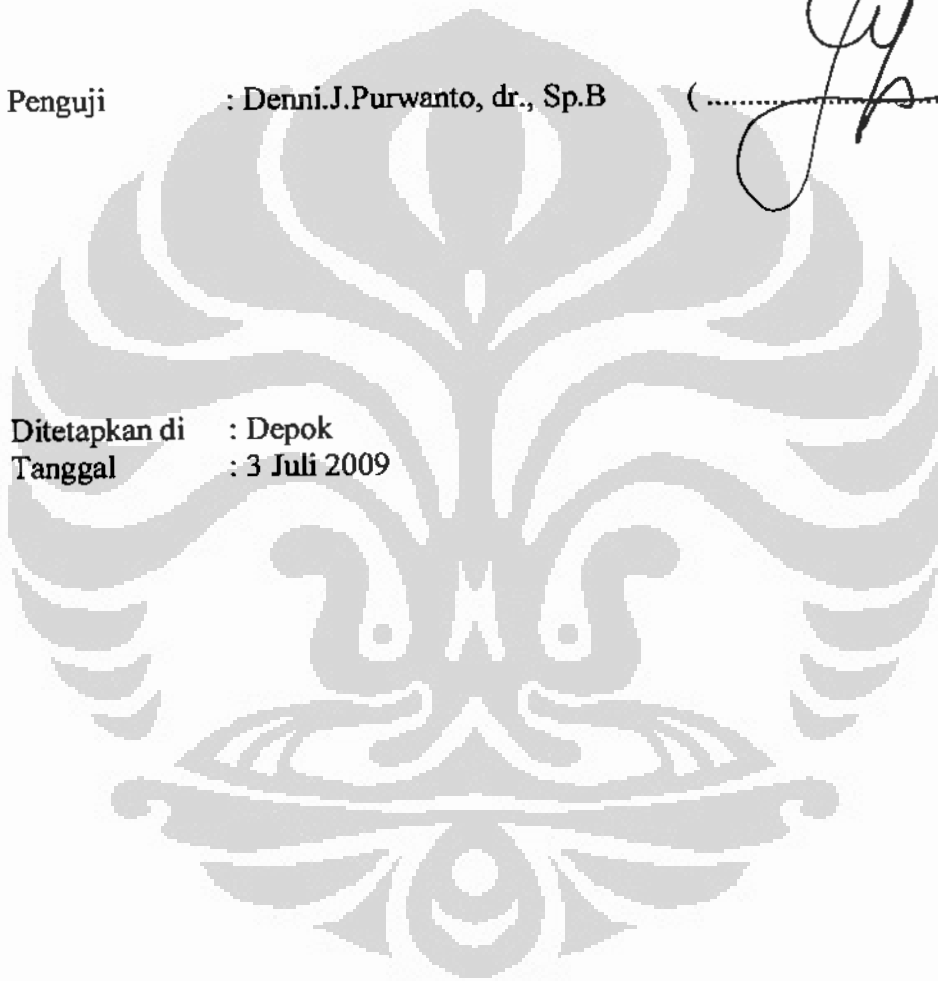 Penguji : Denni.J.Purwanto, dr., Sp.B (....................
Ditetapkan di : Depok
Tanggal : 3 Juli 2009